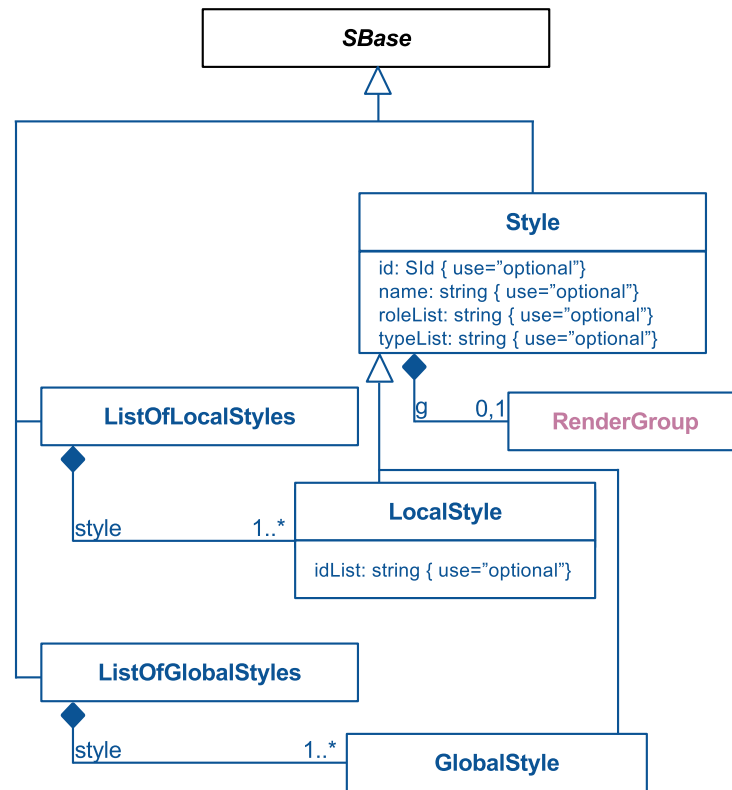 SBase
Style
id: SId { use=”optional”}
name: string { use=”optional”}
roleList: string { use=”optional”}
typeList: string { use=”optional”}
ListOfLocalStyles
g 0,1
RenderGroup
style 1..*
LocalStyle
idList: string { use=”optional”}
ListOfGlobalStyles
style 1..*
GlobalStyle